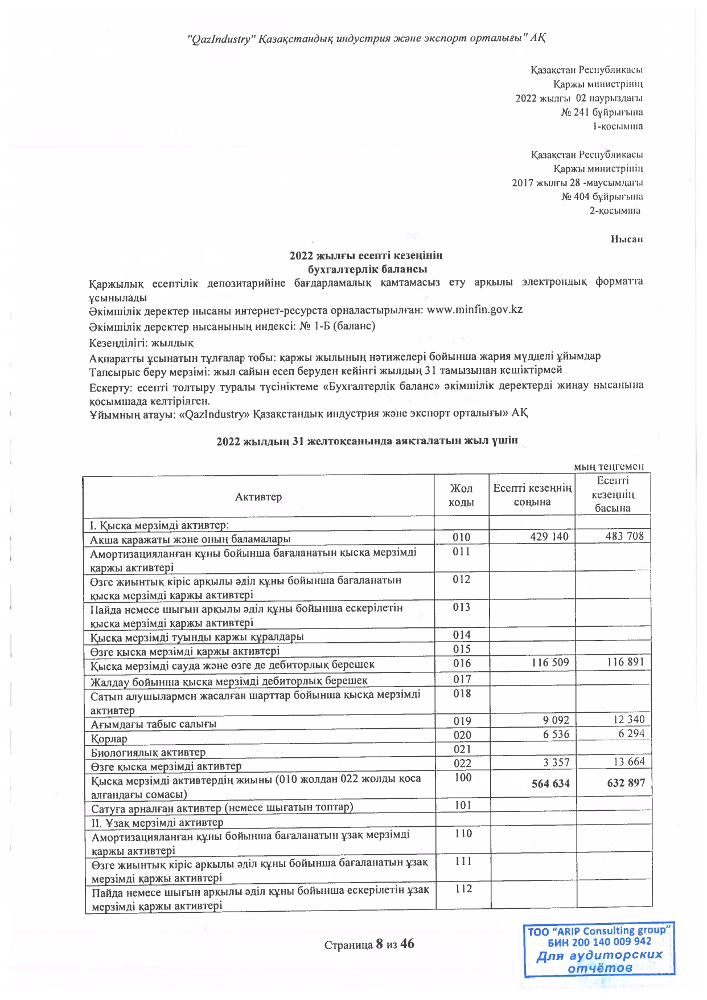 "QazIndustry" Қазақстандық индустрия және экспорт орталығы" АҚ
Қазақстан Республикасы
Қаржы министрінің
2022 жылғы 02 наурыздағы
№ 241 бұйрығына
1-қосымша
Қазақстан Республикасы
Қаржы министрінің
2017 жылғы 28 -маусымдағы
№ 404 бұйрығына
2-қосымша
Нысан
2022 жылғы есепті кезеңінің
бухгалтерлік балансы
Қаржылық есептілік депозитарийіне бағдарламалық қамтамасыз ету арқылы электрондық форматта
ұсынылады
Әкімшілік деректер нысаны интернет-ресурста орналастырылған: www.minfin.gov.kz
Әкімшілік деректер нысанының индексі: № 1-Б (баланс)
Кезеңділігі: жылдық
Ақпаратты ұсынатын тұлғалар тобы: қаржы жылының нәтижелері бойынша жария мүдделі ұйымдар
Тапсырыс беру мерзімі: жыл сайын есеп беруден кейінгі жылдың 31 тамызынан кешіктірмей
Ескерту: есепті толтыру туралы түсініктеме «Бухгалтерлік баланс» әкімшілік деректерді жинау нысанына
қосымшада келтірілген.
Ұйымның атауы: «QazIndustry» Қазақстандық индустрия және экспорт орталығы» АҚ
2022 жылдың 31 желтоқсанында аяқталатын жыл үшін
мың теңгемен
Активтер Жол коды Есепті кезеңнің соңына Есепті кезеңнің басына
I. Қысқа мерзімді активтер:
Ақша қаражаты және оның баламалары 010 429 140 483 708
Амортизацияланған құны бойынша бағаланатын қысқа мерзімді 011
қаржы активтері
Өзге жиынтық кіріс арқылы әділ құны бойынша бағаланатын 012
қысқа мерзімді қаржы активтері
Пайда немесе шығын арқылы әділ құны бойынша ескерілетін 013
қысқа мерзімді қаржы активтері
Қысқа мерзімді туынды қаржы құралдары 014
Өзге қысқа мерзімді қаржы активтері 015
Қысқа мерзімді сауда және өзге де дебиторлық берешек 016 116 509 116 891
Жалдау бойынша қысқа мерзімді дебиторлық берешек 017
Сатып алушылармен жасалған шарттар бойынша қысқа мерзімді 018
активтер
Ағымдағы табыс салығы 019 9 092 12 340
Қорлар 020 6 536 6 294
Биологиялық активтер 021
Өзге қысқа мерзімді активтер 022 3 357 13 664
Қысқа мерзімді активтердің жиыны (010 жолдан 022 жолды қоса 100 564 634 632 897
алғандағы сомасы)
Сатуға арналған активтер (немесе шығатын топтар) 101
II. Ұзақ мерзімді активтер
Амортизацияланған құны бойынша бағаланатын ұзақ мерзімді 110
қаржы активтері
Өзге жиынтық кіріс арқылы әділ құны бойынша бағаланатын ұзақ 111
мерзімді қаржы активтері
Пайда немесе шығын арқылы әділ құны бойынша ескерілетін ұзақ 112
мерзімді қаржы активтері
Страница 8 из 46
ТОО “ARIP Consulting group”
БИН 200 140 009 942
Для аудиторских
отчётов